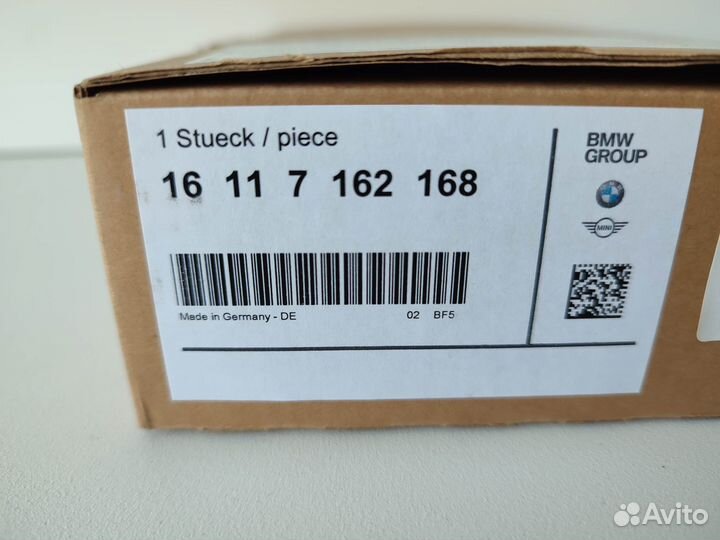 1 Stueck / piece
16 11 7 162 168
Made in Germany - DE 02 BF5
BMW
GROUP
MINI
Avito